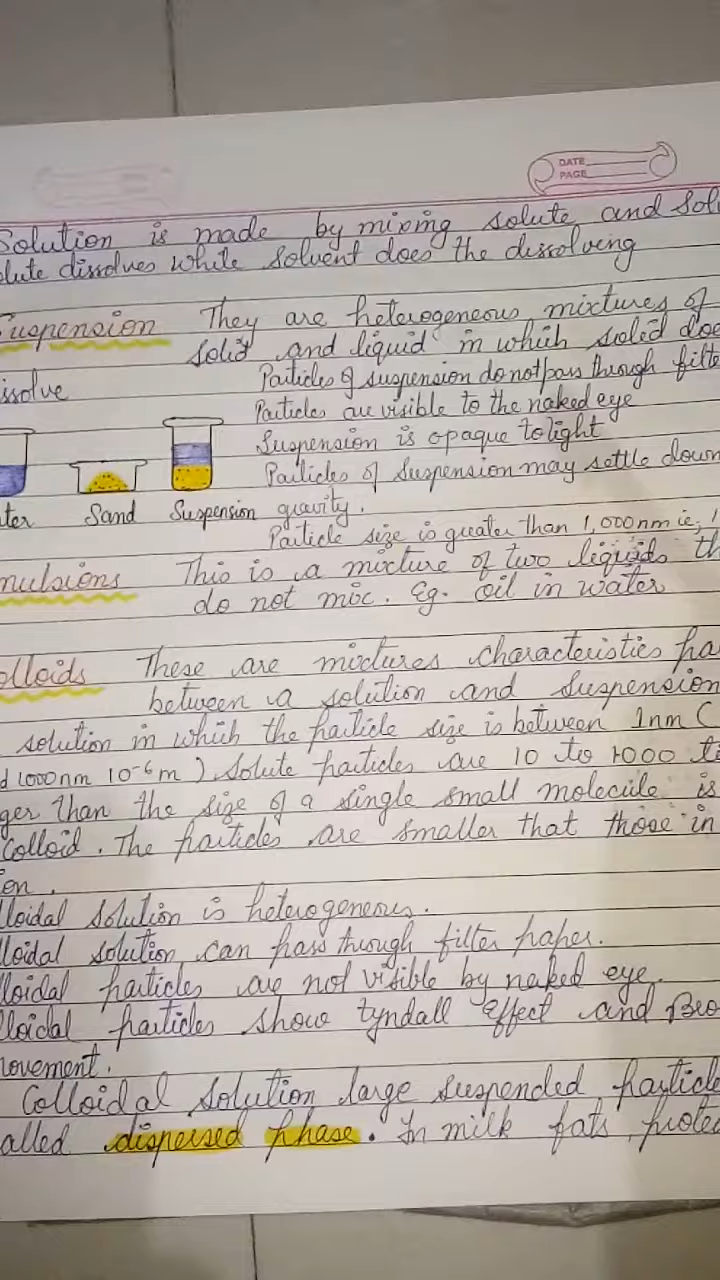 DATE
PAGE
Solution is made by mixing solute and Sol
lute dissolves while solvent does the dissolving
Suspension They are heterogeneous mixtures of
solid and liquid in which solid doe
issolve
Particles of suspension do not pass through filte
Particles are visible to the naked eye
Suspension is opaque to light
Particles of Suspension may settle down
ter Sand Suspension gravity.
Particle size is greater than 1,000nm ie, 1
mulsions This is a mixture of two liquids th
do not mix. Eg. oil in water
olloids These are mixtures characteristics ha
between a solution and Suspension
solution in which the particle size is between 1nm (
d 1000nm 10-6 m) Solute particles are 10 to 1000 ti
ger than the size of a single small molecule is
Colloid. The particles are smaller that those in
on.
lloidal solution is heterogeneous.
lloidal solution can pass through filter paper.
lloidal particles are not visible by naked eye.
lloidal particles show tyndall Effect and Bro
ovement.
Colloidal solution large suspended particle
alled dispersed phase. In milk fats, protei